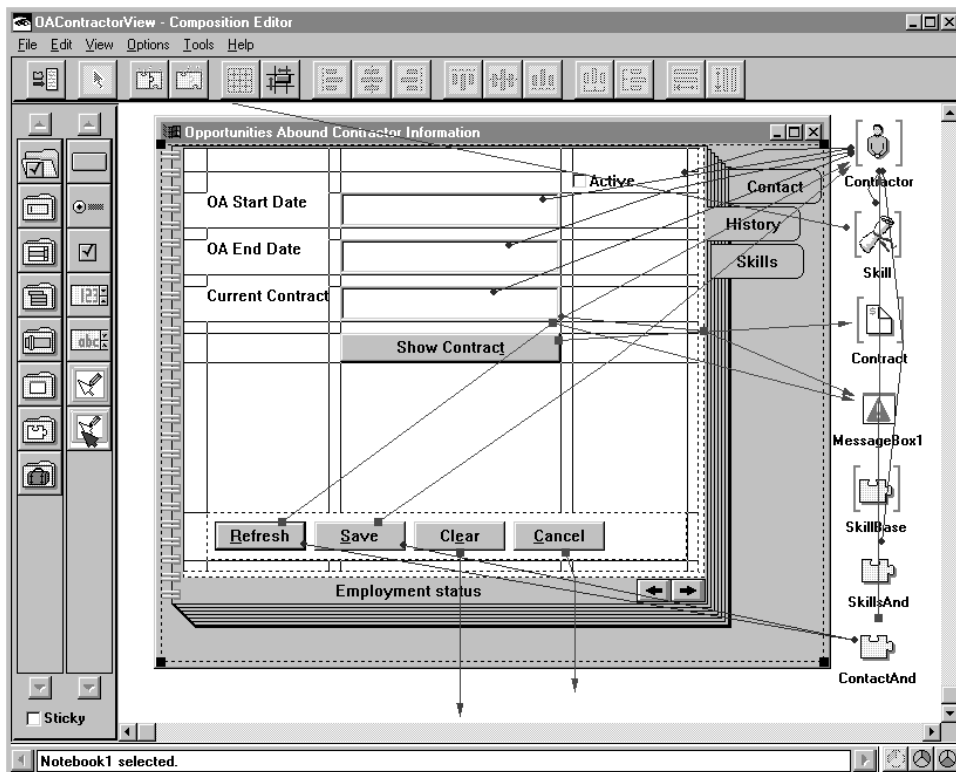 OAContractorView - Composition Editor
File Edit View Options Tools Help
Opportunities Abound Contractor Information
Active
OA Start Date
OA End Date
Current Contract
Show Contract
Contact
History
Skills
Refresh Save Clear Cancel
Employment status
Contractor
Skill
$
Contract
MessageBox1
SkillBase
SkillsAnd
ContactAnd
123
abc
Sticky
Notebook1 selected.